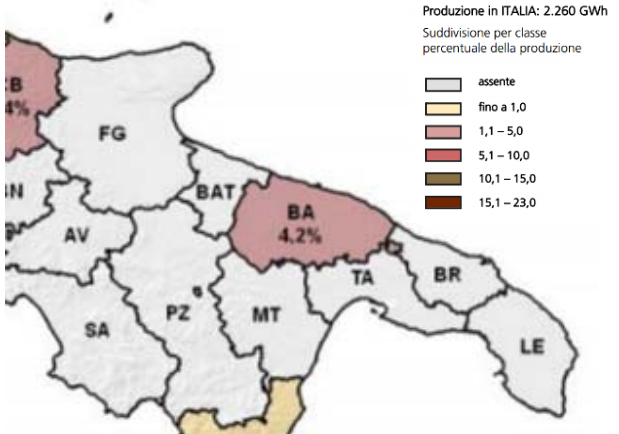 Produzione in ITALIA: 2.260 GWh
Suddivisione per classe
percentuale della produzione
assente
fino a 1,0
1,1 – 5,0
5,1 – 10,0
10,1 – 15,0
15,1 – 23,0
B
4%
FG
N
BAT
BA
4,2%
AV
TA
BR
PZ
MT
SA
LE